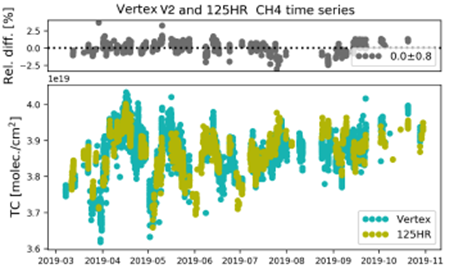 Vertex V2 and 125HR CH4 time series
Rel. diff. [%]
2.5
0.0
−2.5
0.0±0.8
1e19
TC [molec./cm²]
4.0
3.9
3.8
3.7
3.6
Vertex
125HR
2019-03 2019-04 2019-05 2019-06 2019-07 2019-08 2019-09 2019-10 2019-11